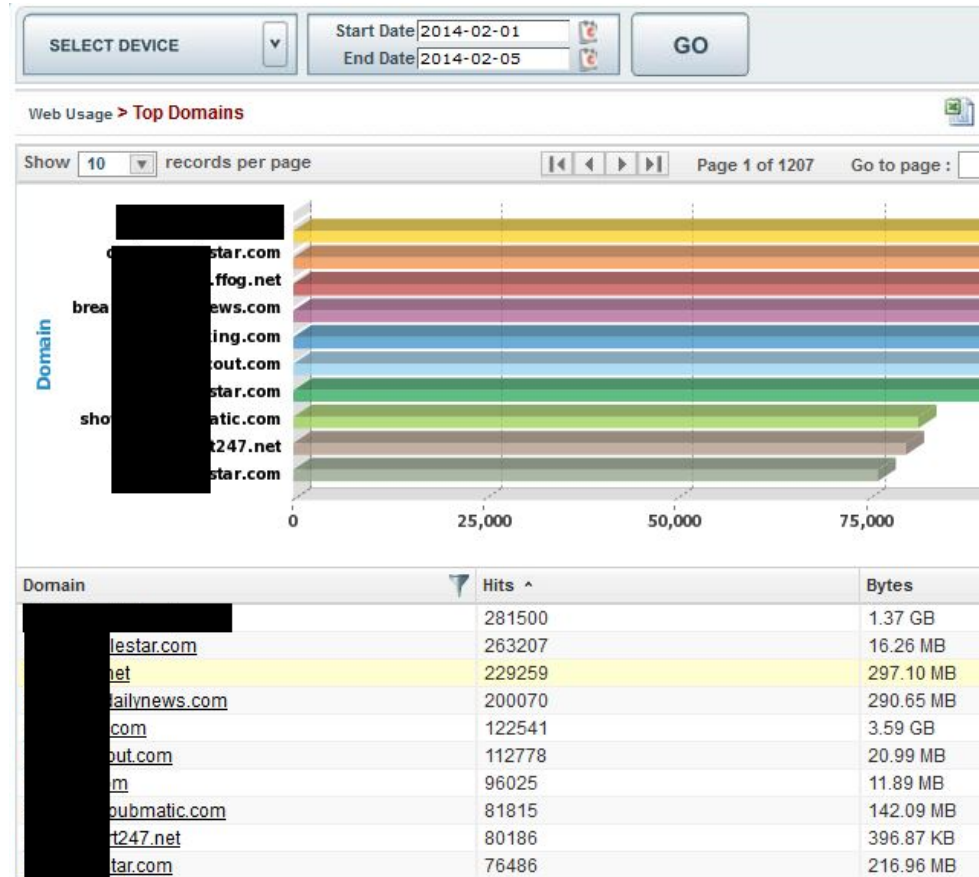 Start Date 2014-02-01
SELECT DEVICE
End Date 2014-02-05
GO
Web Usage > Top Domains
Show 10 records per page Page 1 of 1207 Go to page :
star.com
.ffog.net
brea ews.com
ing.com
out.com
star.com
sho atic.com
t247.net
star.com
Domain
0 25,000 50,000 75,000
Domain Hits Bytes
281500 1.37 GB
lestar.com 263207 16.26 MB
net 229259 297.10 MB
dailynews.com 200070 290.65 MB
com 122541 3.59 GB
out.com 112778 20.99 MB
m 96025 11.89 MB
pubmatic.com 81815 142.09 MB
rt247.net 80186 396.87 KB
tar.com 76486 216.96 MB